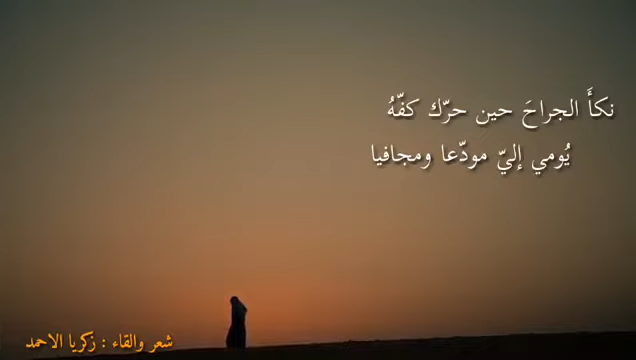 نكأَ الجراحَ حين حرّك كفّهُ
يُومي إليّ مودّعا ومجافيا
شعر والقاء : زكريا الاحمد